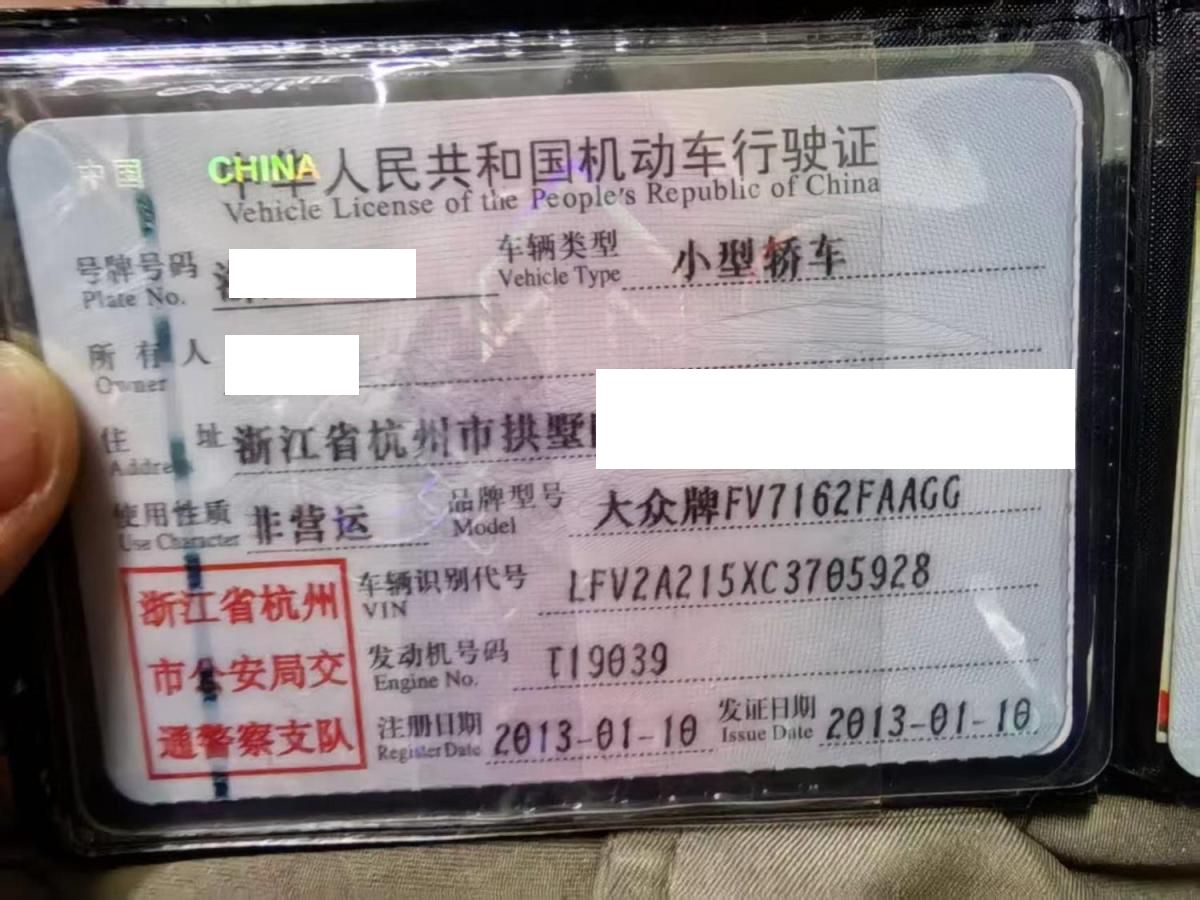 中国 CHINA
中华人民共和国机动车行驶证
Vehicle License of the People's Republic of China
号牌号码 车辆类型 小型轿车
Plate No. Vehicle Type
所有人
Owner
住址 浙江省杭州市拱墅
Addre
使用性质 非营运 品牌型号 大众牌FV7162FAAGG
Use Character Model
车辆识别代号 LFV2A215XC3705928
VIN
浙江省杭州
市公安局交
通警察支队
发动机号码 T19039
Engine No.
注册日期 2013-01-10 发证日期 2013-01-10
Register Date Issue Date